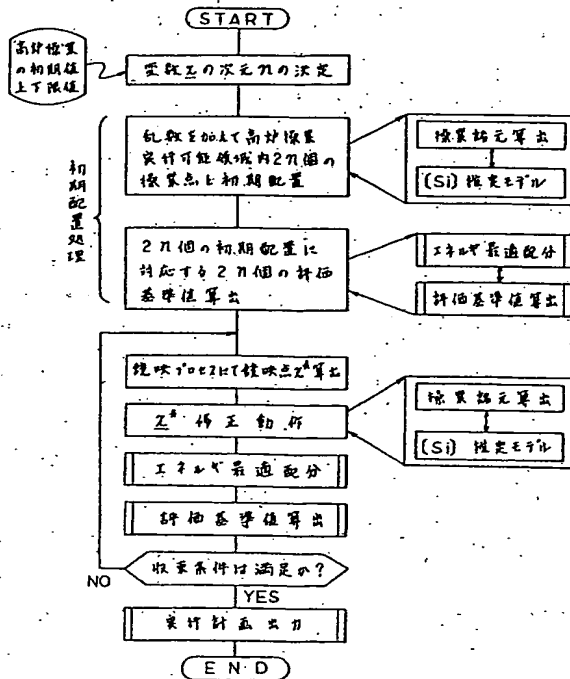 START
高炉操業
の初期値
上下限値
変数xの次元nの決定
乱数を加えて高炉操業
実行可能領域内2n個の
操業点を初期配置
操業諸元算出
[Si] 推定モデル
初期配置処理
2n個の初期配置に
対応する2n個の評価
基準値算出
エネルギ最適配分
評価基準値算出
鏡映プロセスにて鏡映点x*算出
x* 修正動作
操業諸元算出
[Si] 推定モデル
エネルギ最適配分
評価基準値算出
収束条件は満足か?
NO
YES
実行計画出力
END